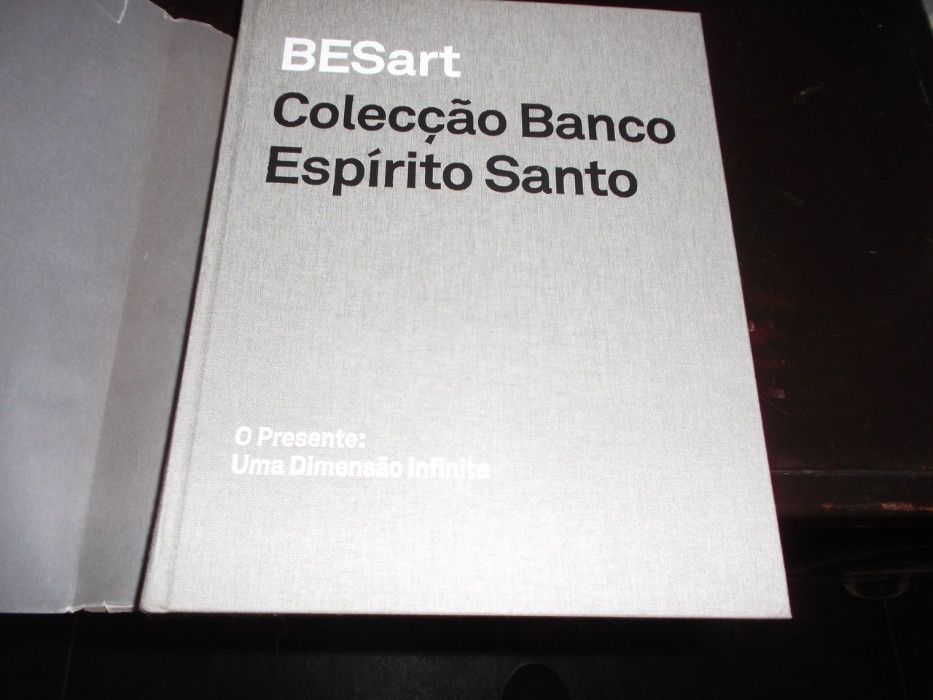 BESart
Colecção Banco
Espírito Santo
O Presente:
Uma Dimensão Infinita